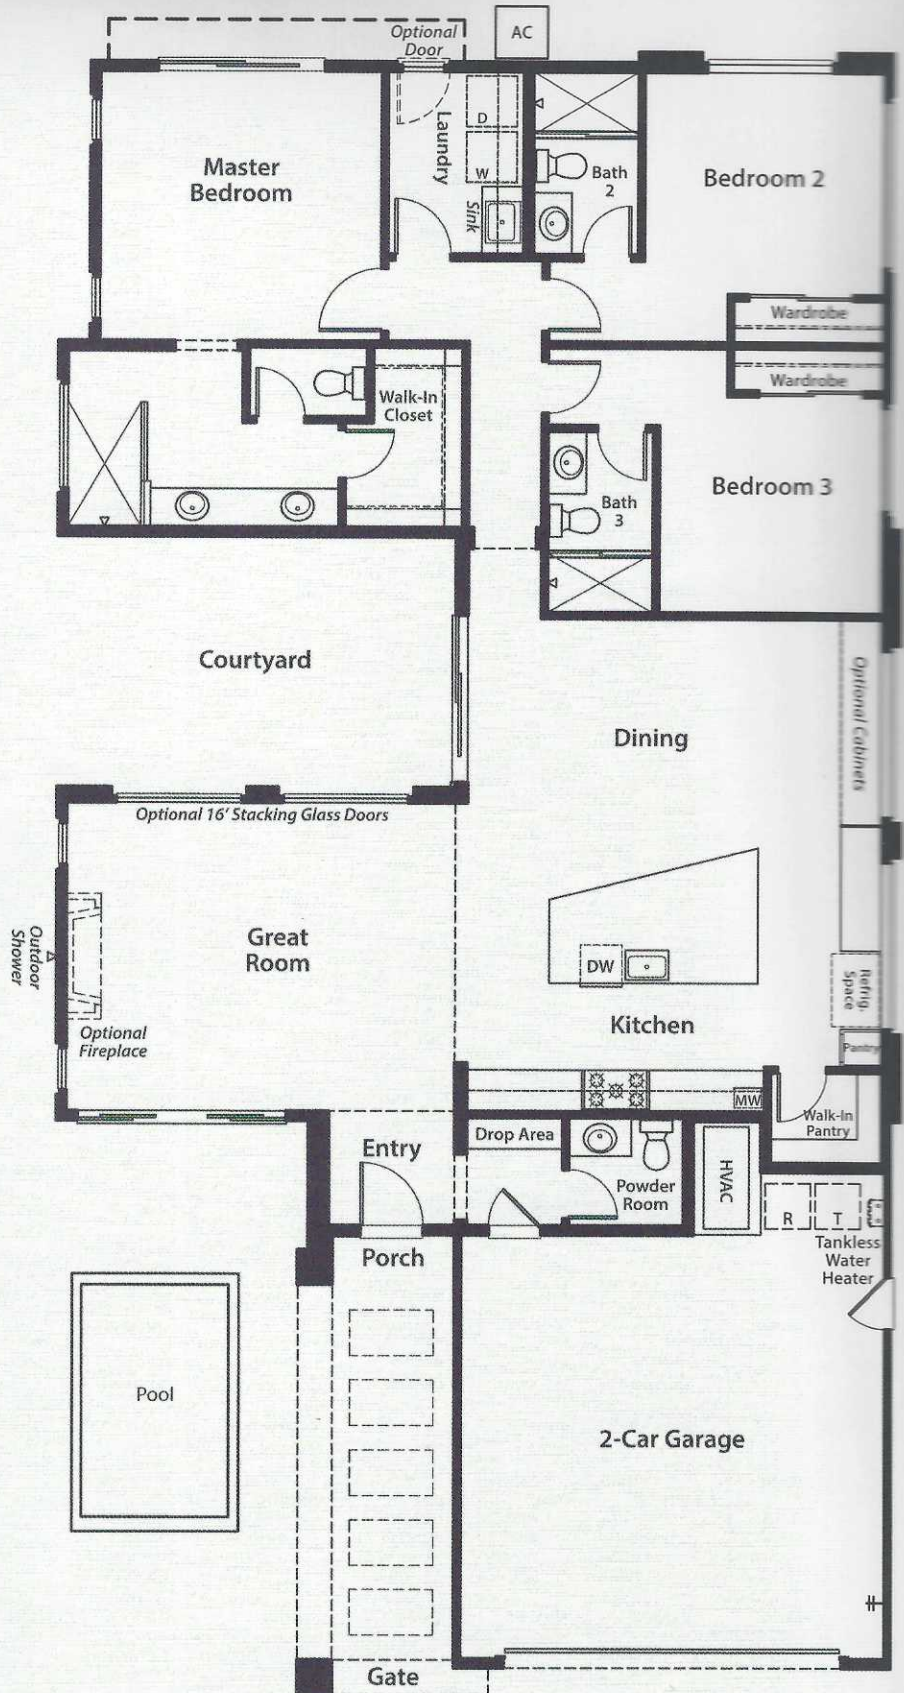 Optional
Door
AC
Master
Bedroom
Laundry
D
W
Sink
Bath
2
Bedroom 2
Wardrobe
Wardrobe
Walk-In
Closet
Bath
3
Bedroom 3
Courtyard
Dining
Optional Cabinets
Optional 16' Stacking Glass Doors
Great
Room
Outdoor
Shower
Optional
Fireplace
DW
Kitchen
Refrig.
Space
Pantry
MW
Walk-In
Pantry
Entry
Drop Area
Powder
Room
HVAC
R
T
Tankless
Water
Heater
Porch
Pool
2-Car Garage
Gate